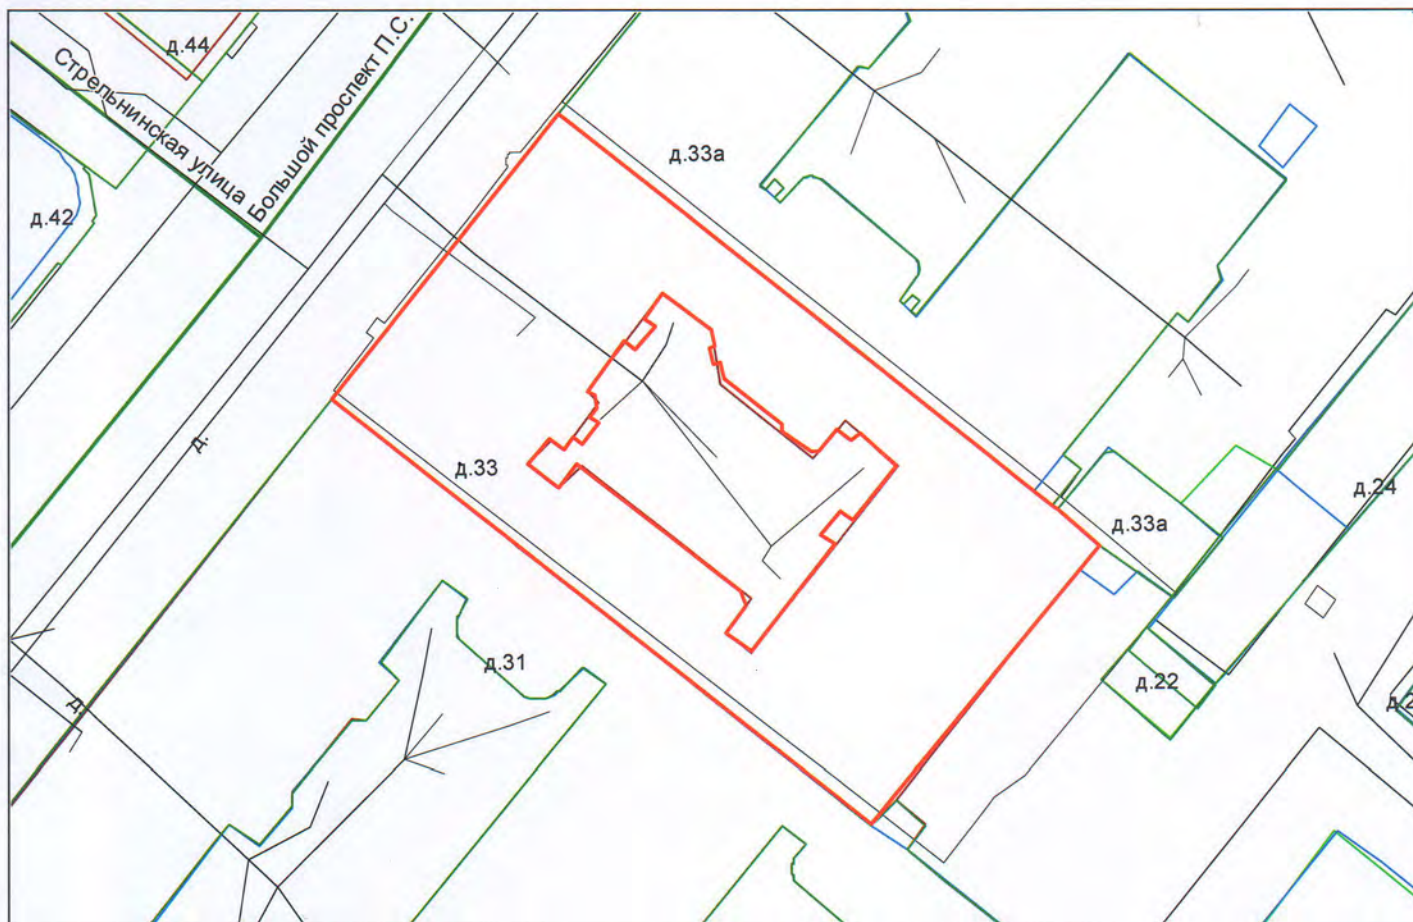 д.44
Стрельнинская улица
Большой проспект П.С.
д.33а
д.42
д.
д.33
д.24
д.33а
д.31
д.22
д.